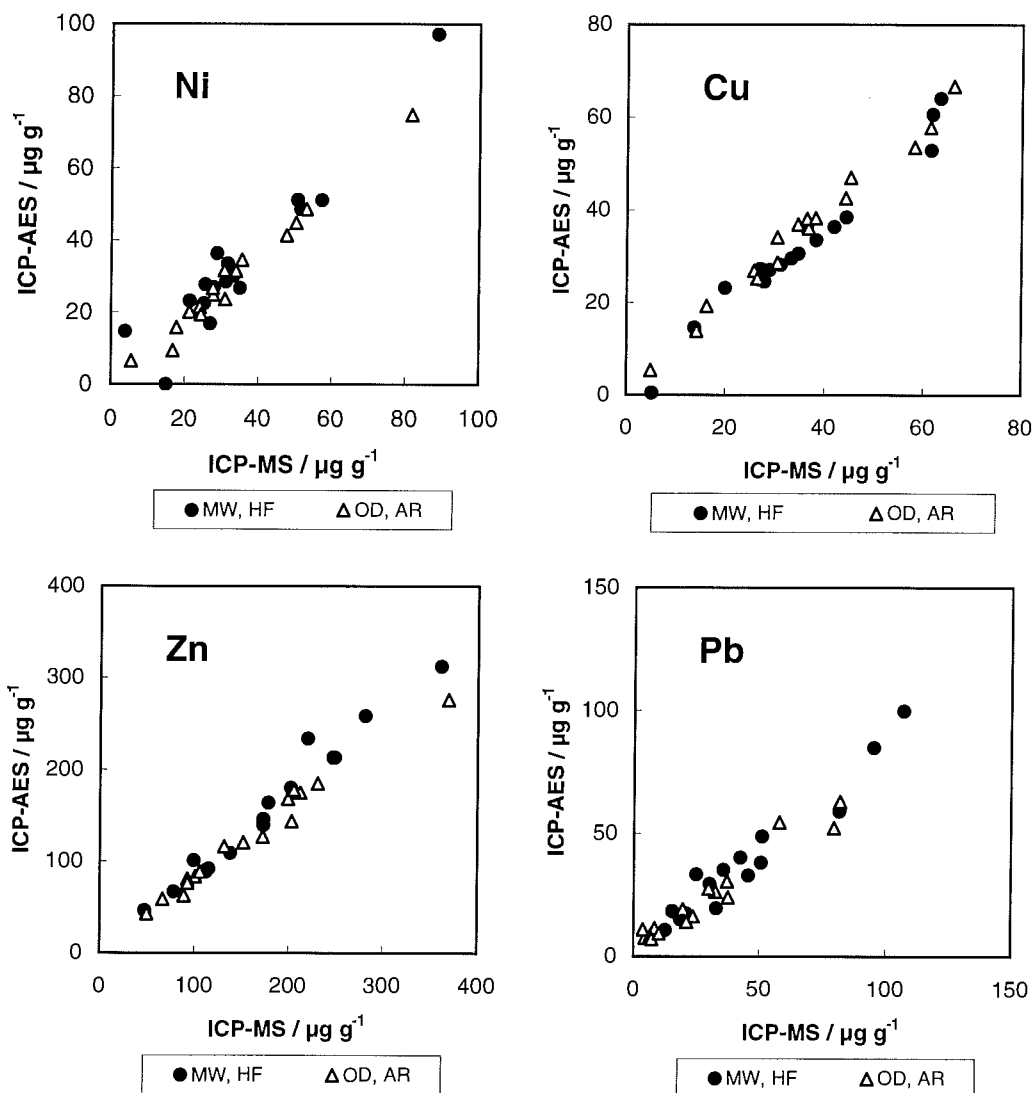 100
80
60
40
20
0
Ni
ICP-AES / µg g-1
0 20 40 60 80 100
ICP-MS / µg g-1
● MW, HF △ OD, AR
80
60
40
20
0
Cu
ICP-AES / µg g-1
0 20 40 60 80
ICP-MS / µg g-1
● MW, HF △ OD, AR
400
300
200
100
0
Zn
ICP-AES / µg g-1
0 100 200 300 400
ICP-MS / µg g-1
● MW, HF △ OD, AR
150
100
50
0
Pb
ICP-AES / µg g-1
0 50 100 150
ICP-MS / µg g-1
● MW, HF △ OD, AR